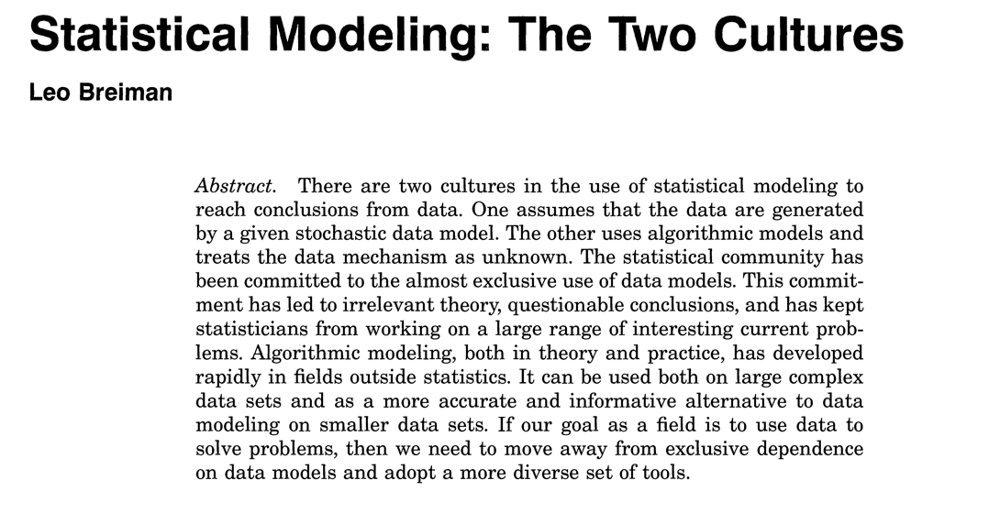 Statistical Modeling: The Two Cultures
Leo Breiman
Abstract. There are two cultures in the use of statistical modeling to
reach conclusions from data. One assumes that the data are generated
by a given stochastic data model. The other uses algorithmic models and
treats the data mechanism as unknown. The statistical community has
been committed to the almost exclusive use of data models. This commit-
ment has led to irrelevant theory, questionable conclusions, and has kept
statisticians from working on a large range of interesting current prob-
lems. Algorithmic modeling, both in theory and practice, has developed
rapidly in fields outside statistics. It can be used both on large complex
data sets and as a more accurate and informative alternative to data
modeling on smaller data sets. If our goal as a field is to use data to
solve problems, then we need to move away from exclusive dependence
on data models and adopt a more diverse set of tools.